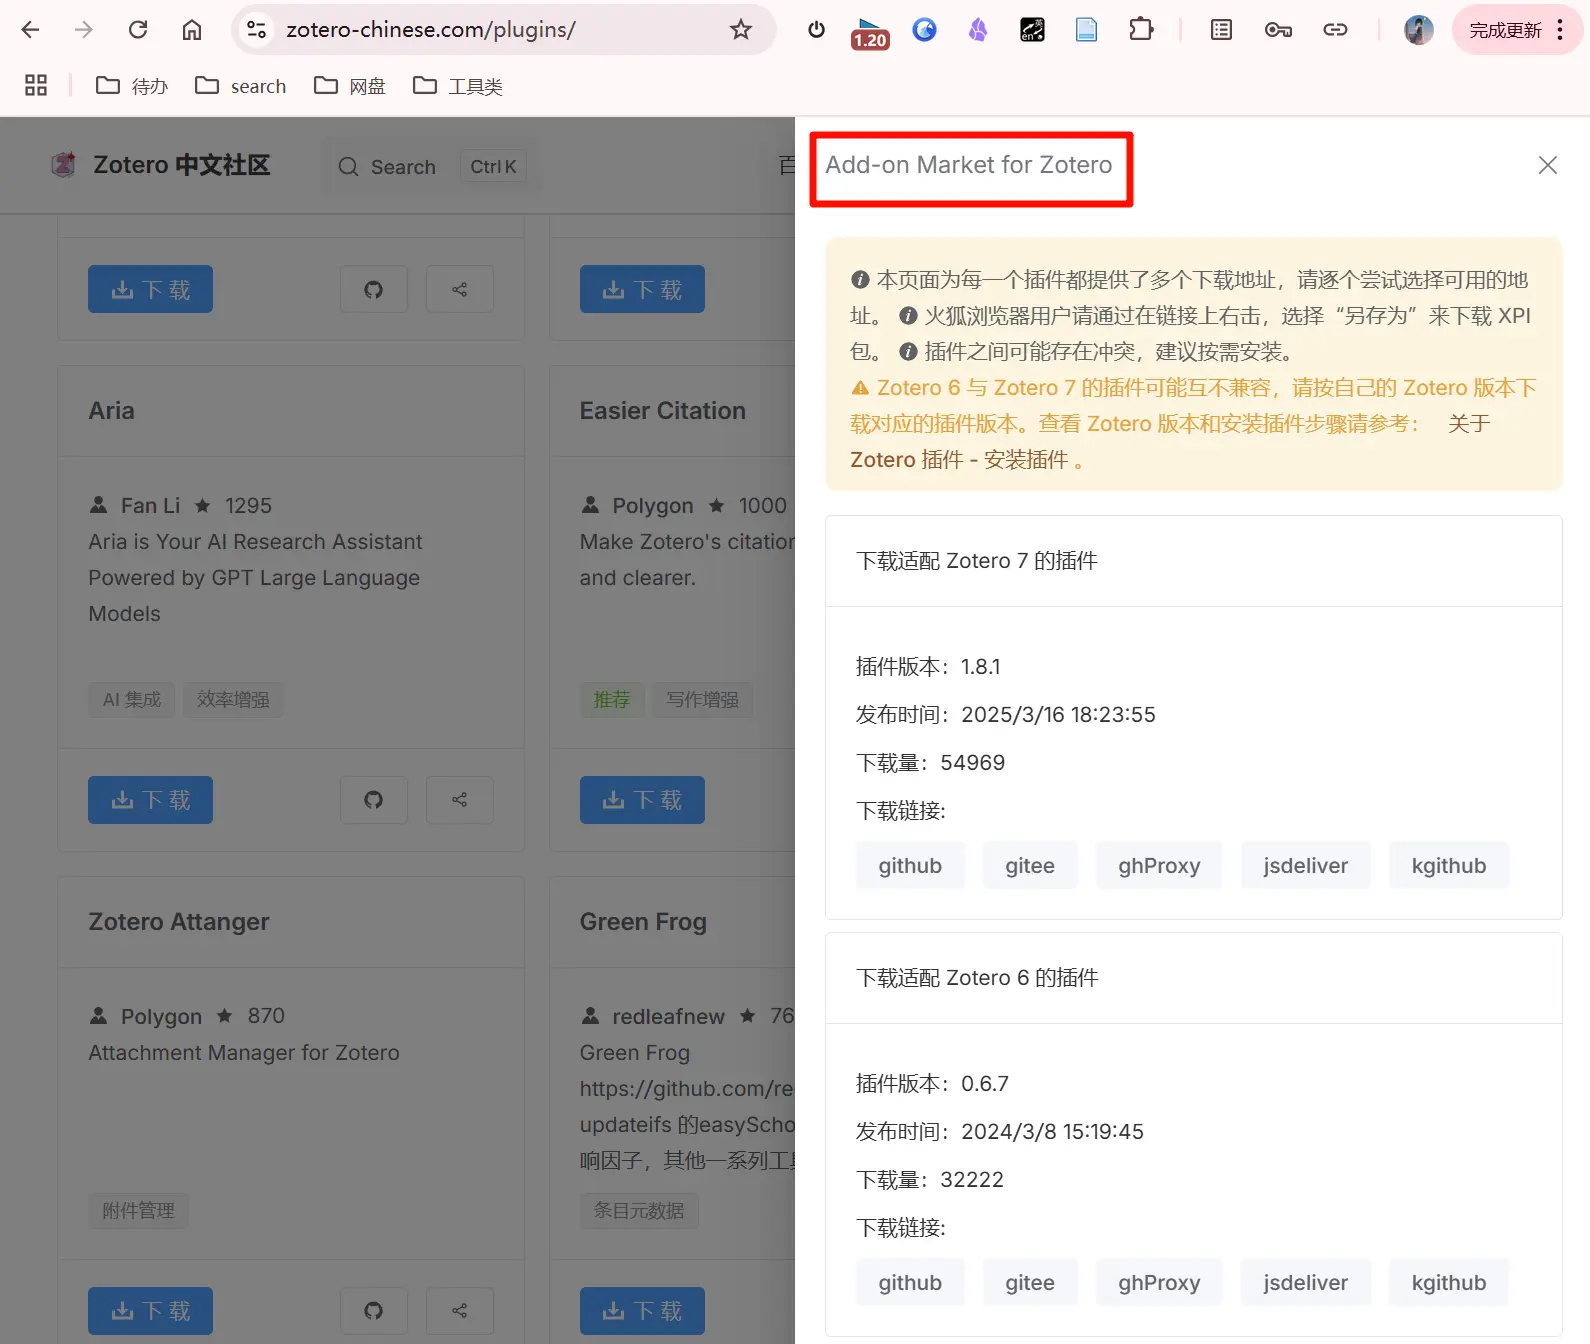 zotero-chinese.com/plugins/
1.20
英
en
完成更新
待办
search
网盘
工具类
Zotero 中文社区
Search
Ctrl K
Add-on Market for Zotero
本页面为每一个插件都提供了多个下载地址，请逐个尝试选择可用的地
址。 火狐浏览器用户请通过在链接上右击，选择“另存为”来下载 XPI
包。 插件之间可能存在冲突，建议按需安装。
Zotero 6 与 Zotero 7 的插件可能互不兼容，请按自己的 Zotero 版本下
载对应的插件版本。查看 Zotero 版本和安装插件步骤请参考： 关于
Zotero 插件 - 安装插件 。
下载适配 Zotero 7 的插件
插件版本：1.8.1
发布时间：2025/3/16 18:23:55
下载量：54969
下载链接:
github
gitee
ghProxy
jsdeliver
kgithub
下载适配 Zotero 6 的插件
插件版本：0.6.7
发布时间：2024/3/8 15:19:45
下载量：32222
下载链接:
github
gitee
ghProxy
jsdeliver
kgithub
下载
下载
Aria
Fan Li ★ 1295
Aria is Your AI Research Assistant
Powered by GPT Large Language
Models
AI 集成
效率增强
下载
Easier Citation
Polygon ★ 1000
Make Zotero's citation
and clearer.
推荐
写作增强
下载
Zotero Attanger
Polygon ★ 870
Attachment Manager for Zotero
附件管理
下载
Green Frog
redleafnew ★ 76
Green Frog
https://github.com/re
updateifs 的easyScho
响因子，其他一系列工
条目元数据
下载